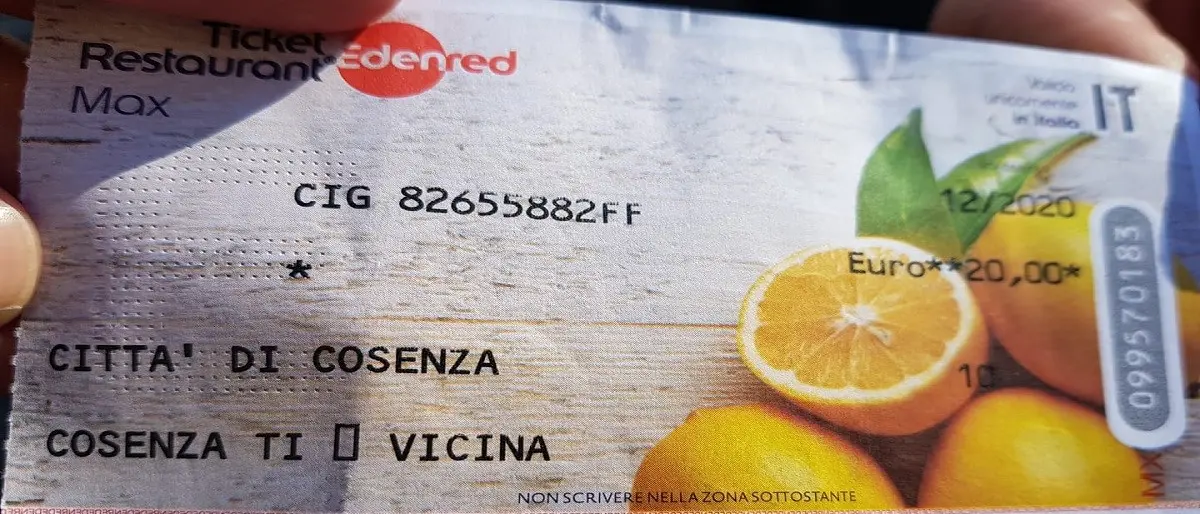 Ticket
Restaurant®
Max
Edenred
Valido
unicamente
in Italia
IT
CIG 82655882FF
12/2020
*
Euro**20,00*
CITTA' DI COSENZA
10
COSENZA TI ▯ VICINA
099570183
MX
NON SCRIVERE NELLA ZONA SOTTOSTANTE